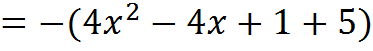 = −(4x² − 4x + 1 + 5)